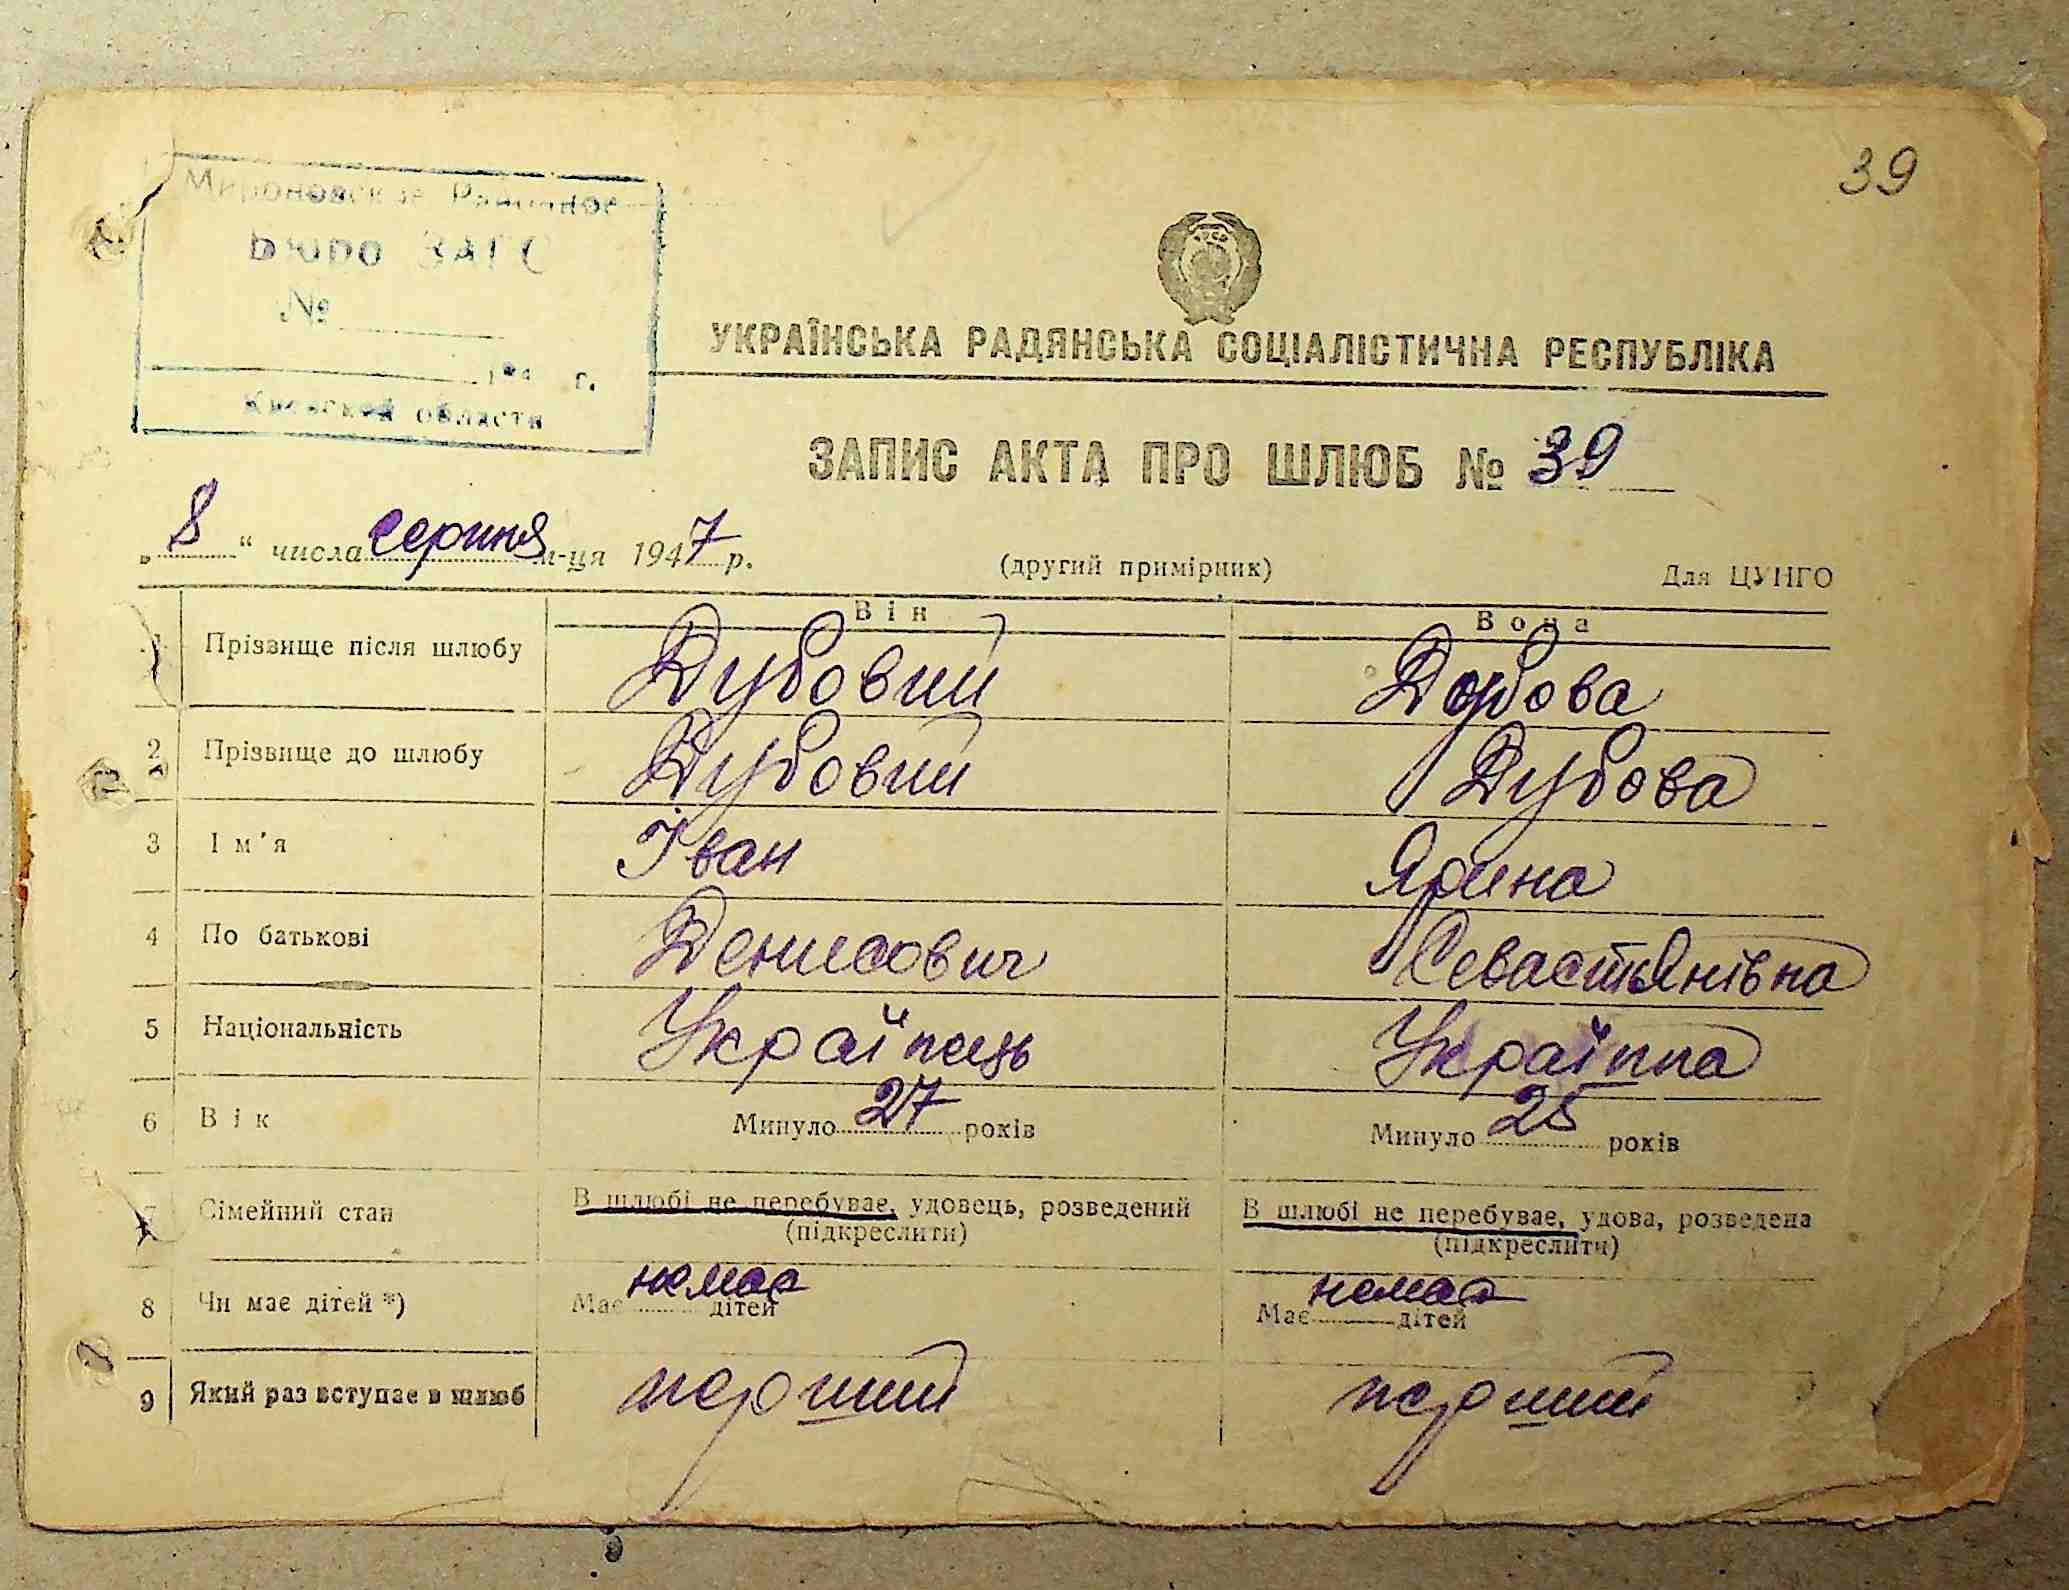 39
Мироновское Районное
бюро ЗАГС
№
194 г.
Киевской области
УКРАЇНСЬКА РАДЯНСЬКА СОЦІАЛІСТИЧНА РЕСПУБЛІКА
ЗАПИС АКТА ПРО ШЛЮБ № 39
„8“ числа серпня м-ця 1947 р. (другий примірник) Для ЦУНГО
Він Вона
1 Прізвище після шлюбу Дубовий Дубова
2 Прізвище до шлюбу Дубовий Дубова
3 Ім'я Іван Ярина
4 По батькові Денисович Севастьянівна
5 Національність Українець Українка
6 Вік Минуло 27 років Минуло 25 років
7 Сімейний стан В шлюбі не перебуває, удовець, розведений В шлюбі не перебуває, удова, розведена
(підкреслити) (підкреслити)
8 Чи має дітей *) Має немає дітей Має немає дітей
9 Який раз вступає в шлюб перший перший